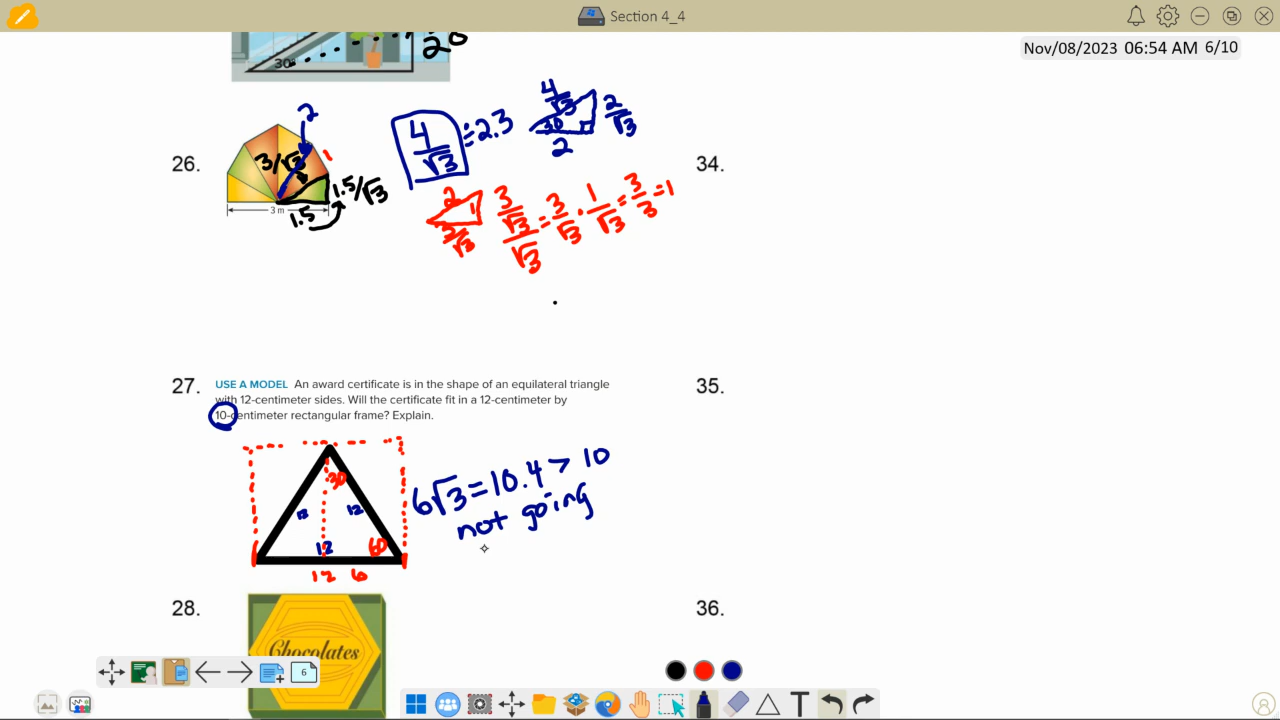 Section 4_4
Nov/08/2023 06:54 AM 6/10
30
20
26.
2
3/√3
1
1.5/√3
3 m
1.5
4/√3 = 2.3
4/√3
2/√3
30
2
2
1
3/√3
3/√3/√3 = 3/√3 · 1/√3 = 3/3 = 1
34.
27.
USE A MODEL An award certificate is in the shape of an equilateral triangle
with 12-centimeter sides. Will the certificate fit in a 12-centimeter by
10-centimeter rectangular frame? Explain.
30
12
12
12
60
12 6
6√3 = 10.4 > 10
not going
35.
28.
Chocolates
36.
6